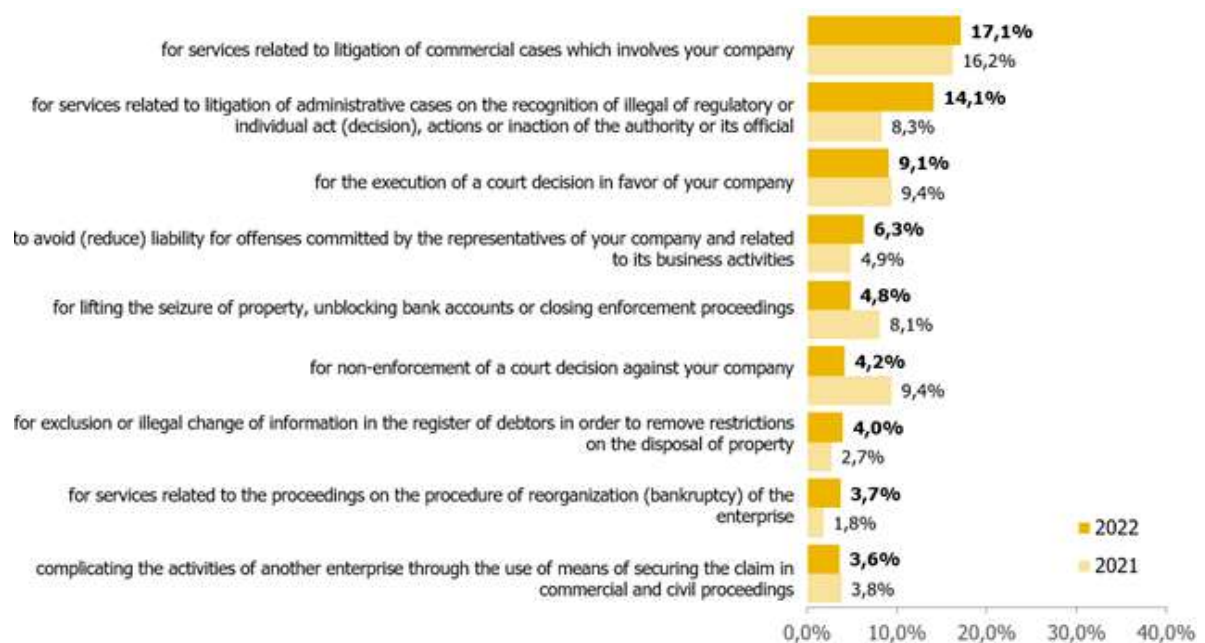 for services related to litigation of commercial cases which involves your company
17,1%
16,2%
for services related to litigation of administrative cases on the recognition of illegal of regulatory or
individual act (decision), actions or inaction of the authority or its official
14,1%
8,3%
for the execution of a court decision in favor of your company
9,1%
9,4%
to avoid (reduce) liability for offenses committed by the representatives of your company and related
to its business activities
6,3%
4,9%
for lifting the seizure of property, unblocking bank accounts or closing enforcement proceedings
4,8%
8,1%
for non-enforcement of a court decision against your company
4,2%
9,4%
for exclusion or illegal change of information in the register of debtors in order to remove restrictions
on the disposal of property
4,0%
2,7%
for services related to the proceedings on the procedure of reorganization (bankruptcy) of the
enterprise
3,7%
1,8%
complicating the activities of another enterprise through the use of means of securing the claim in
commercial and civil proceedings
3,6%
3,8%
2022
2021
0,0% 10,0% 20,0% 30,0% 40,0%